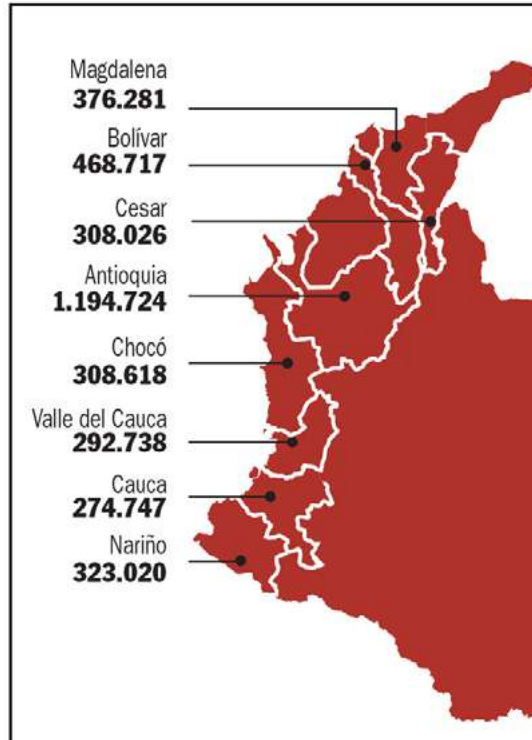 Magdalena
376.281
Bolívar
468.717
Cesar
308.026
Antioquia
1.194.724
Chocó
308.618
Valle del Cauca
292.738
Cauca
274.747
Nariño
323.020